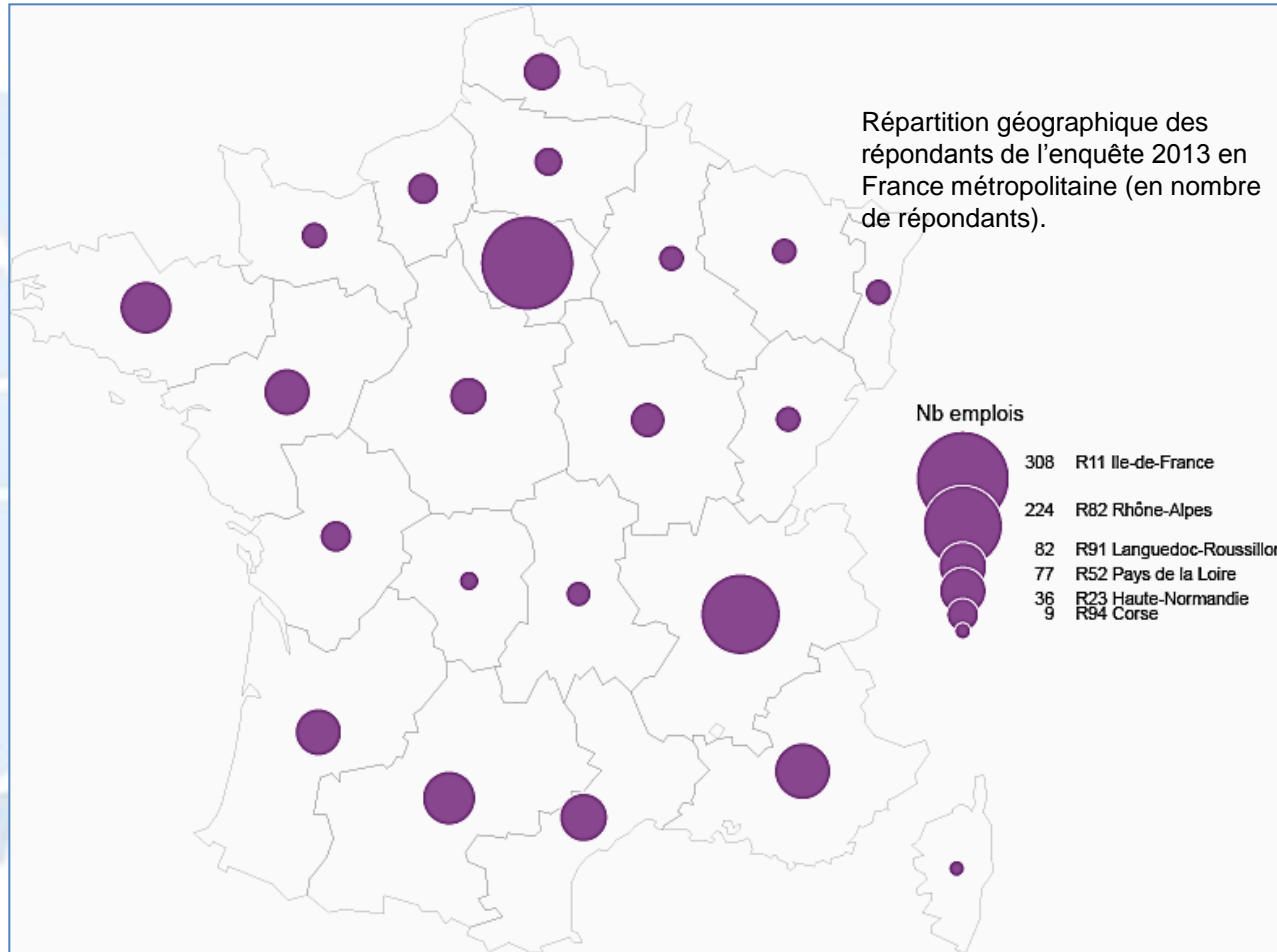 Répartition géographique des
répondants de l’enquête 2013 en
France métropolitaine (en nombre
de répondants).
Nb emplois
308 R11 Ile-de-France
224 R82 Rhône-Alpes
82 R91 Languedoc-Roussillon
77 R52 Pays de la Loire
36 R23 Haute-Normandie
9 R94 Corse